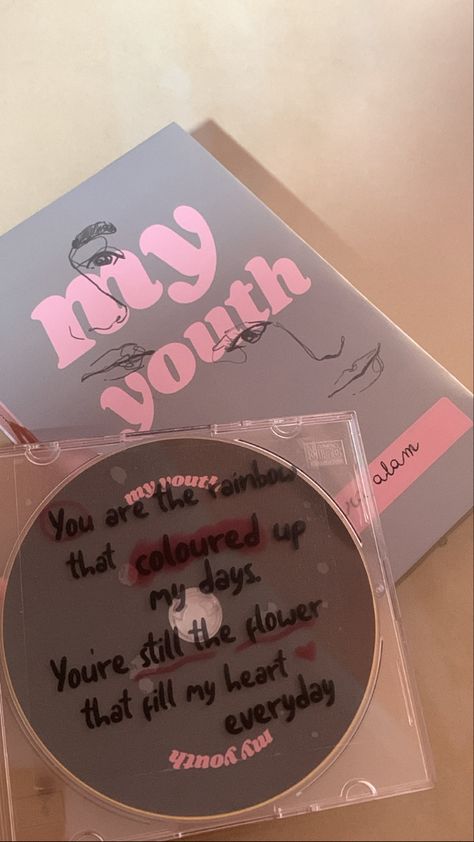 my
youth
alam
my youth
You are the rainbow
that coloured up
my days.
You're still the flower
that fill my heart
everyday
my youth